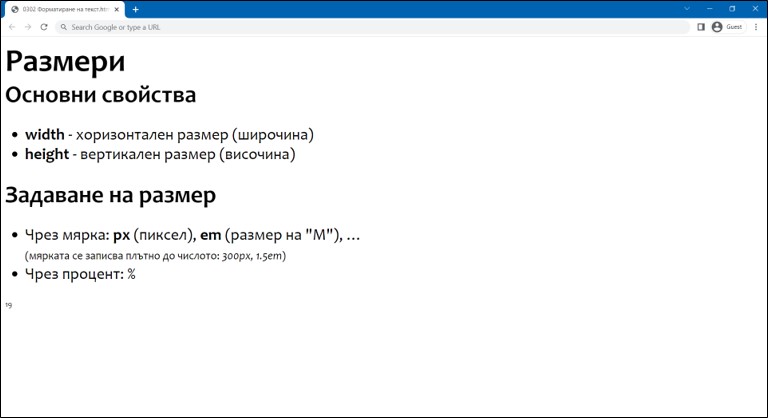 0302 Форматиране на текст.htm
Search Google or type a URL
Guest
Размери
Основни свойства
width - хоризонтален размер (широчина)
height - вертикален размер (височина)
Задаване на размер
Чрез мярка: px (пиксел), em (размер на "M"), …
(мярката се записва плътно до числото: 300px, 1.5em)
Чрез процент: %
19